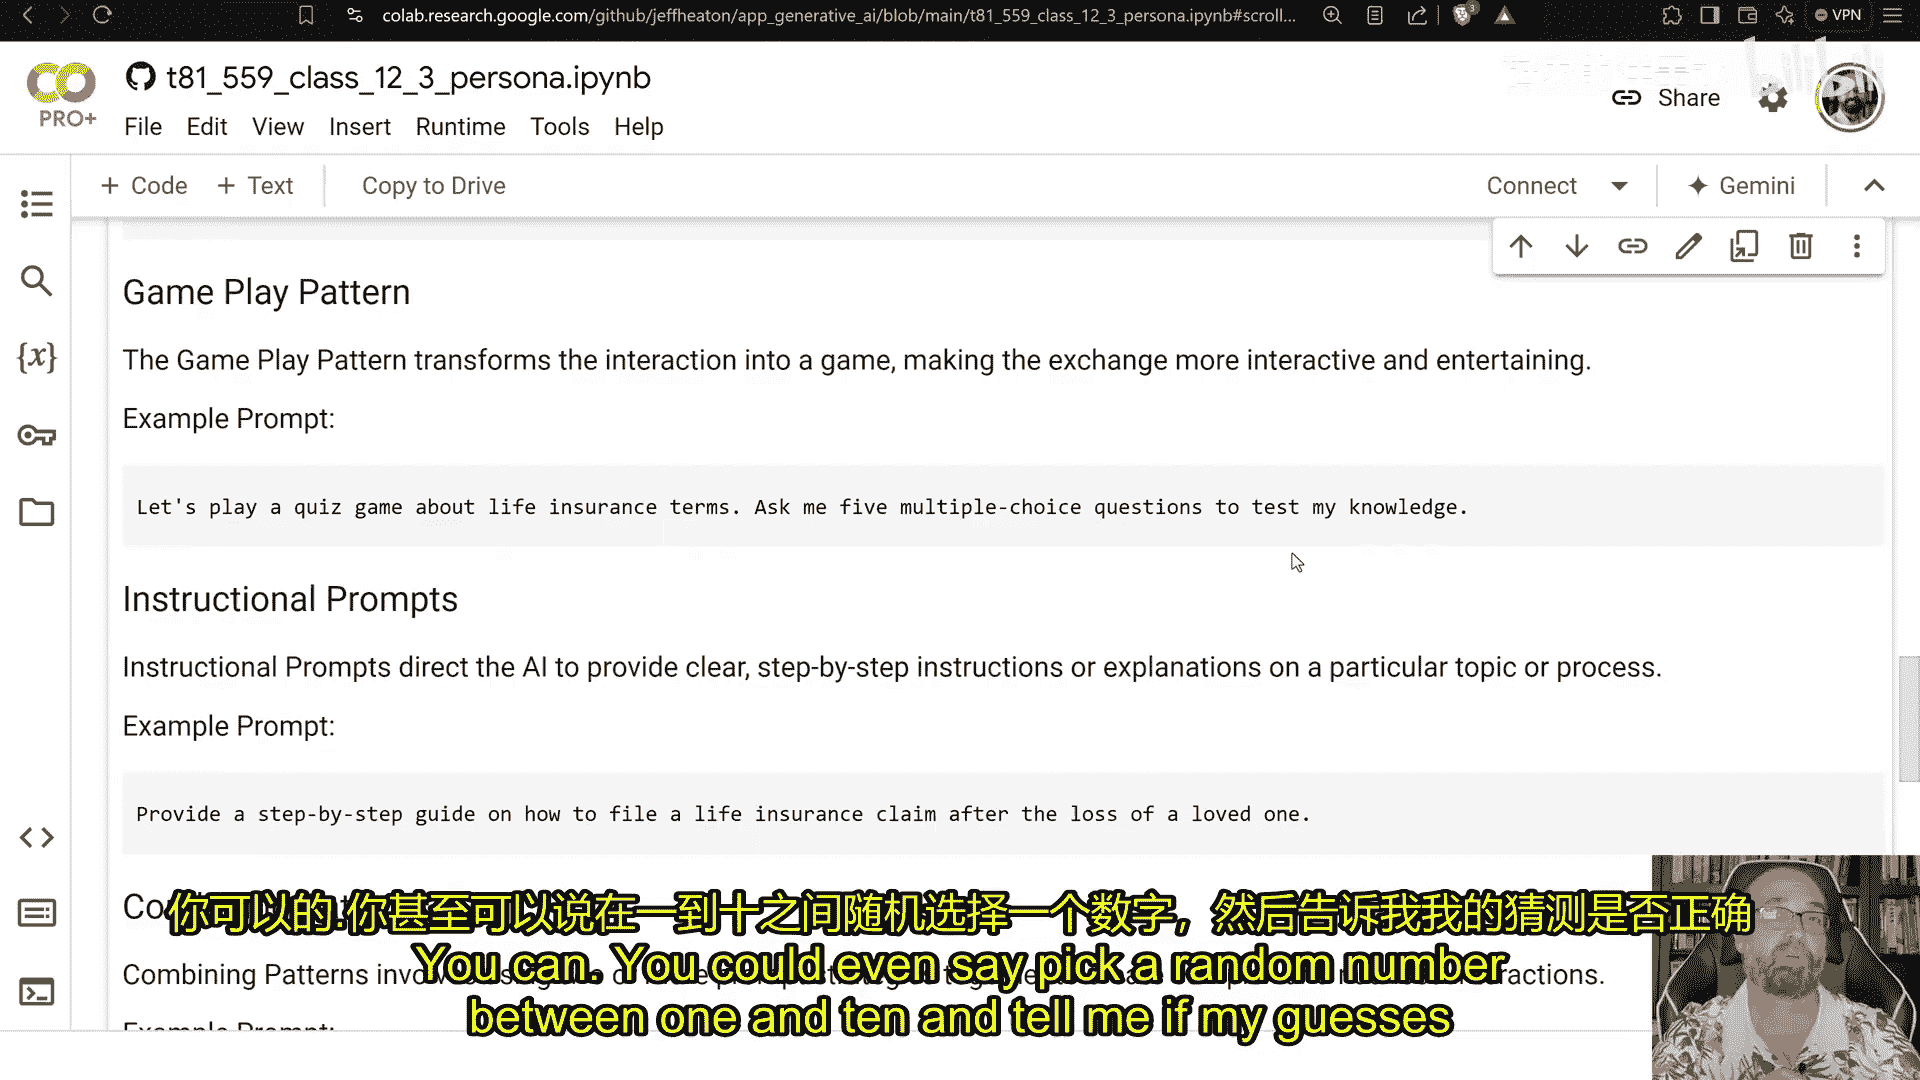 colab.research.google.com/github/jeffheaton/app_generative_ai/blob/main/t81_559_class_12_3_persona.ipynb#scroll...
3
VPN
t81_559_class_12_3_persona.ipynb
PRO+
bilibili
Share
File Edit View Insert Runtime Tools Help
+ Code + Text Copy to Drive Connect Gemini
Game Play Pattern
The Game Play Pattern transforms the interaction into a game, making the exchange more interactive and entertaining.
Example Prompt:
Let's play a quiz game about life insurance terms. Ask me five multiple-choice questions to test my knowledge.
Instructional Prompts
Instructional Prompts direct the AI to provide clear, step-by-step instructions or explanations on a particular topic or process.
Example Prompt:
Provide a step-by-step guide on how to file a life insurance claim after the loss of a loved one.
你可以的.你甚至可以说在一到十之间随机选择一个数字，然后告诉我我的猜测是否正确
Combining Patterns
You can. You could even say pick a random number
between one and ten and tell me if my guesses
Example Prompt: